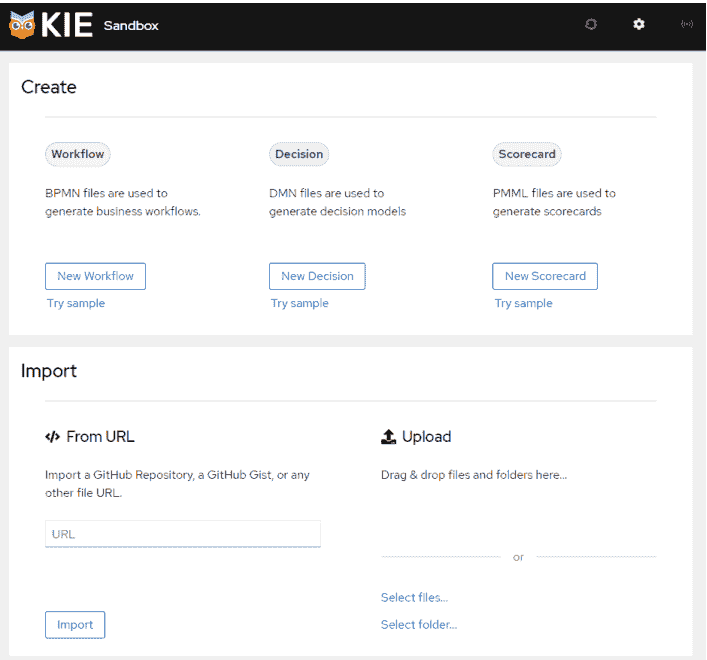 KIE Sandbox
Create
Workflow
Decision
Scorecard
BPMN files are used to
generate business workflows.
DMN files are used to
generate decision models
PMML files are used to
generate scorecards
New Workflow
New Decision
New Scorecard
Try sample
Try sample
Try sample
Import
From URL
Import a GitHub Repository, a GitHub Gist, or any
other file URL.
URL
Import
Upload
Drag & drop files and folders here...
or
Select files...
Select folder...